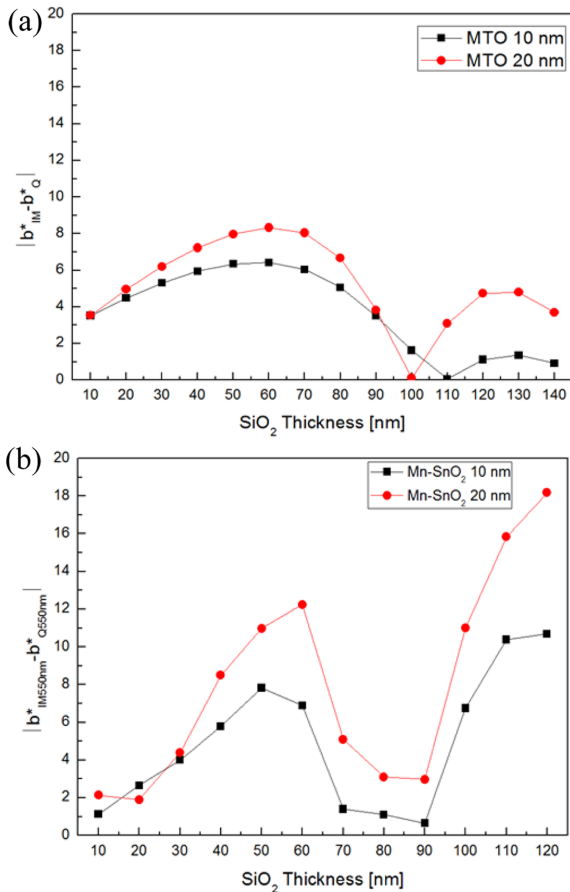 (a)
20
18
16
14
12
10
8
6
4
2
0
|b*IM-b*Q|
MTO 10 nm
MTO 20 nm
10 20 30 40 50 60 70 80 90 100 110 120 130 140
SiO2 Thickness [nm]
(b)
20
18
16
14
12
10
8
6
4
2
0
|b*IM550nm-b*Q550nm|
Mn-SnO2 10 nm
Mn-SnO2 20 nm
10 20 30 40 50 60 70 80 90 100 110 120
SiO2 Thickness [nm]